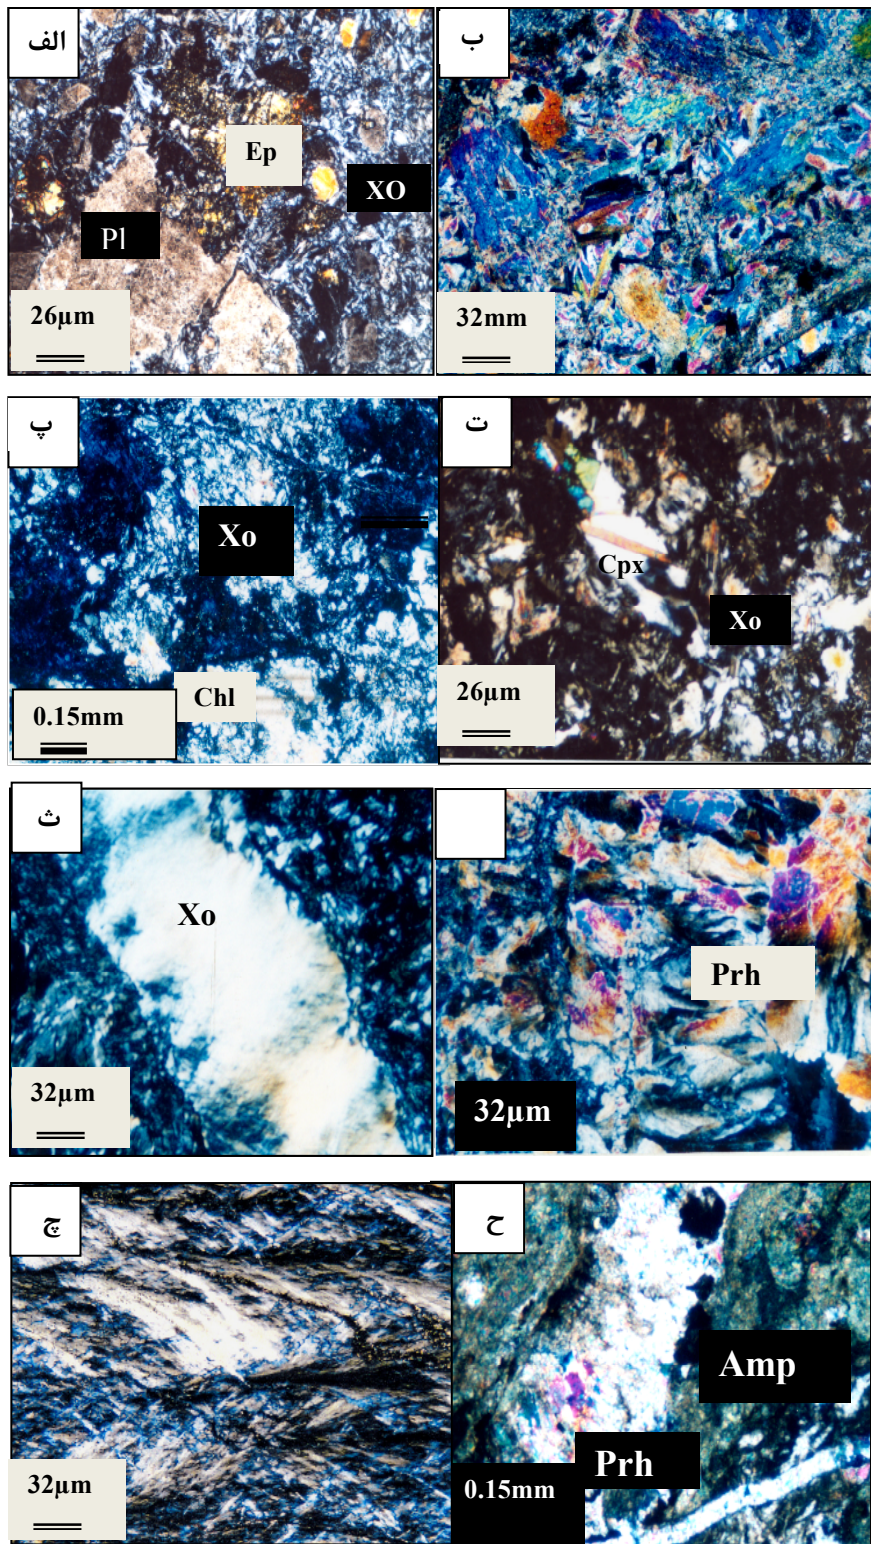 الف
Ep
XO
Pl
26µm
ب
32mm
پ
Xo
Chl
0.15mm
ت
Cpx
Xo
26µm
ث
Xo
32µm
Prh
32µm
چ
32µm
ح
Amp
Prh
0.15mm